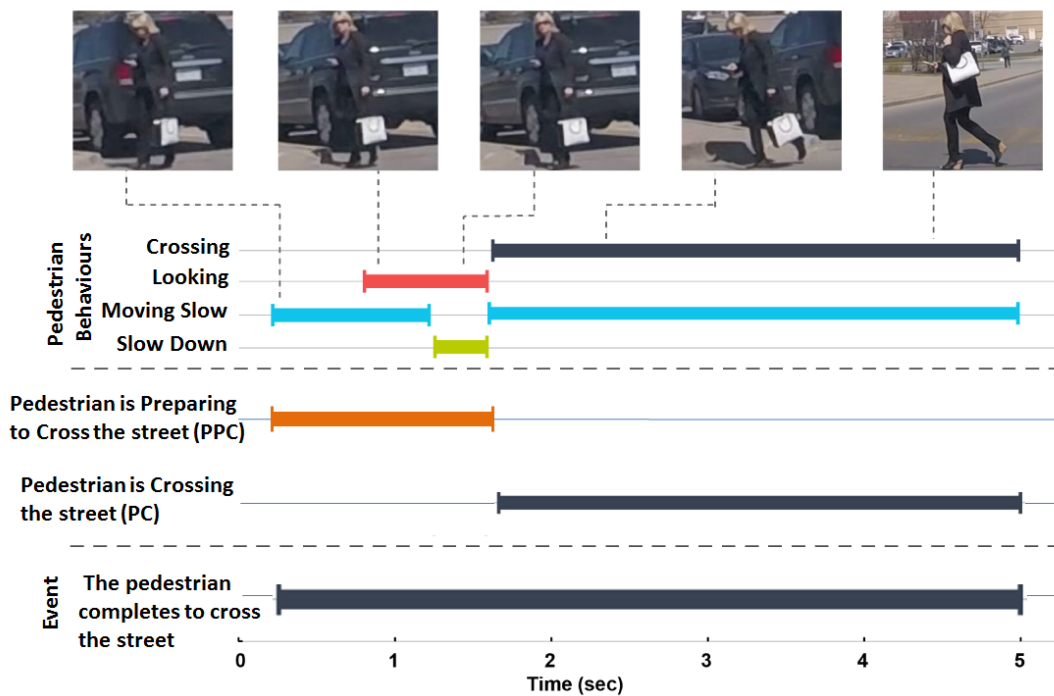 Pedestrian
Behaviours
Crossing
Looking
Moving Slow
Slow Down
Pedestrian is Preparing
to Cross the street (PPC)
Pedestrian is Crossing
the street (PC)
Event
The pedestrian
completes to cross
the street
0 1 2 3 4 5
Time (sec)